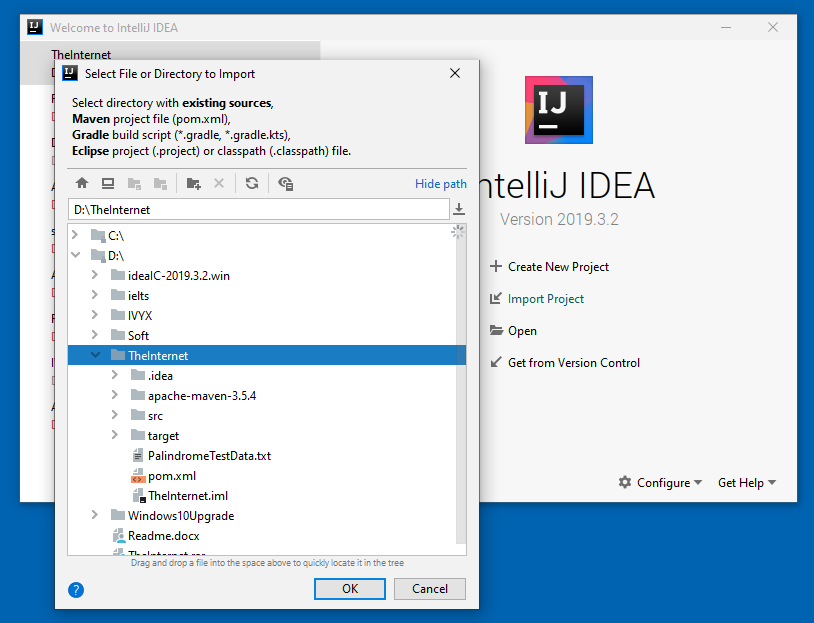 IJ Welcome to IntelliJ IDEA
TheInternet
IJ Select File or Directory to Import
Select directory with existing sources,
Maven project file (pom.xml),
Gradle build script (*.gradle, *.gradle.kts),
Eclipse project (.project) or classpath (.classpath) file.
Hide path
D:\TheInternet
C:\
D:\
ideaIC-2019.3.2.win
ielts
IVYX
Soft
TheInternet
.idea
apache-maven-3.5.4
src
target
PalindromeTestData.txt
pom.xml
TheInternet.iml
Windows10Upgrade
Readme.docx
TheInternet.rar
Drag and drop a file into the space above to quickly locate it in the tree
?
OK
Cancel
IJ
ntelliJ IDEA
Version 2019.3.2
Create New Project
Import Project
Open
Get from Version Control
Configure
Get Help